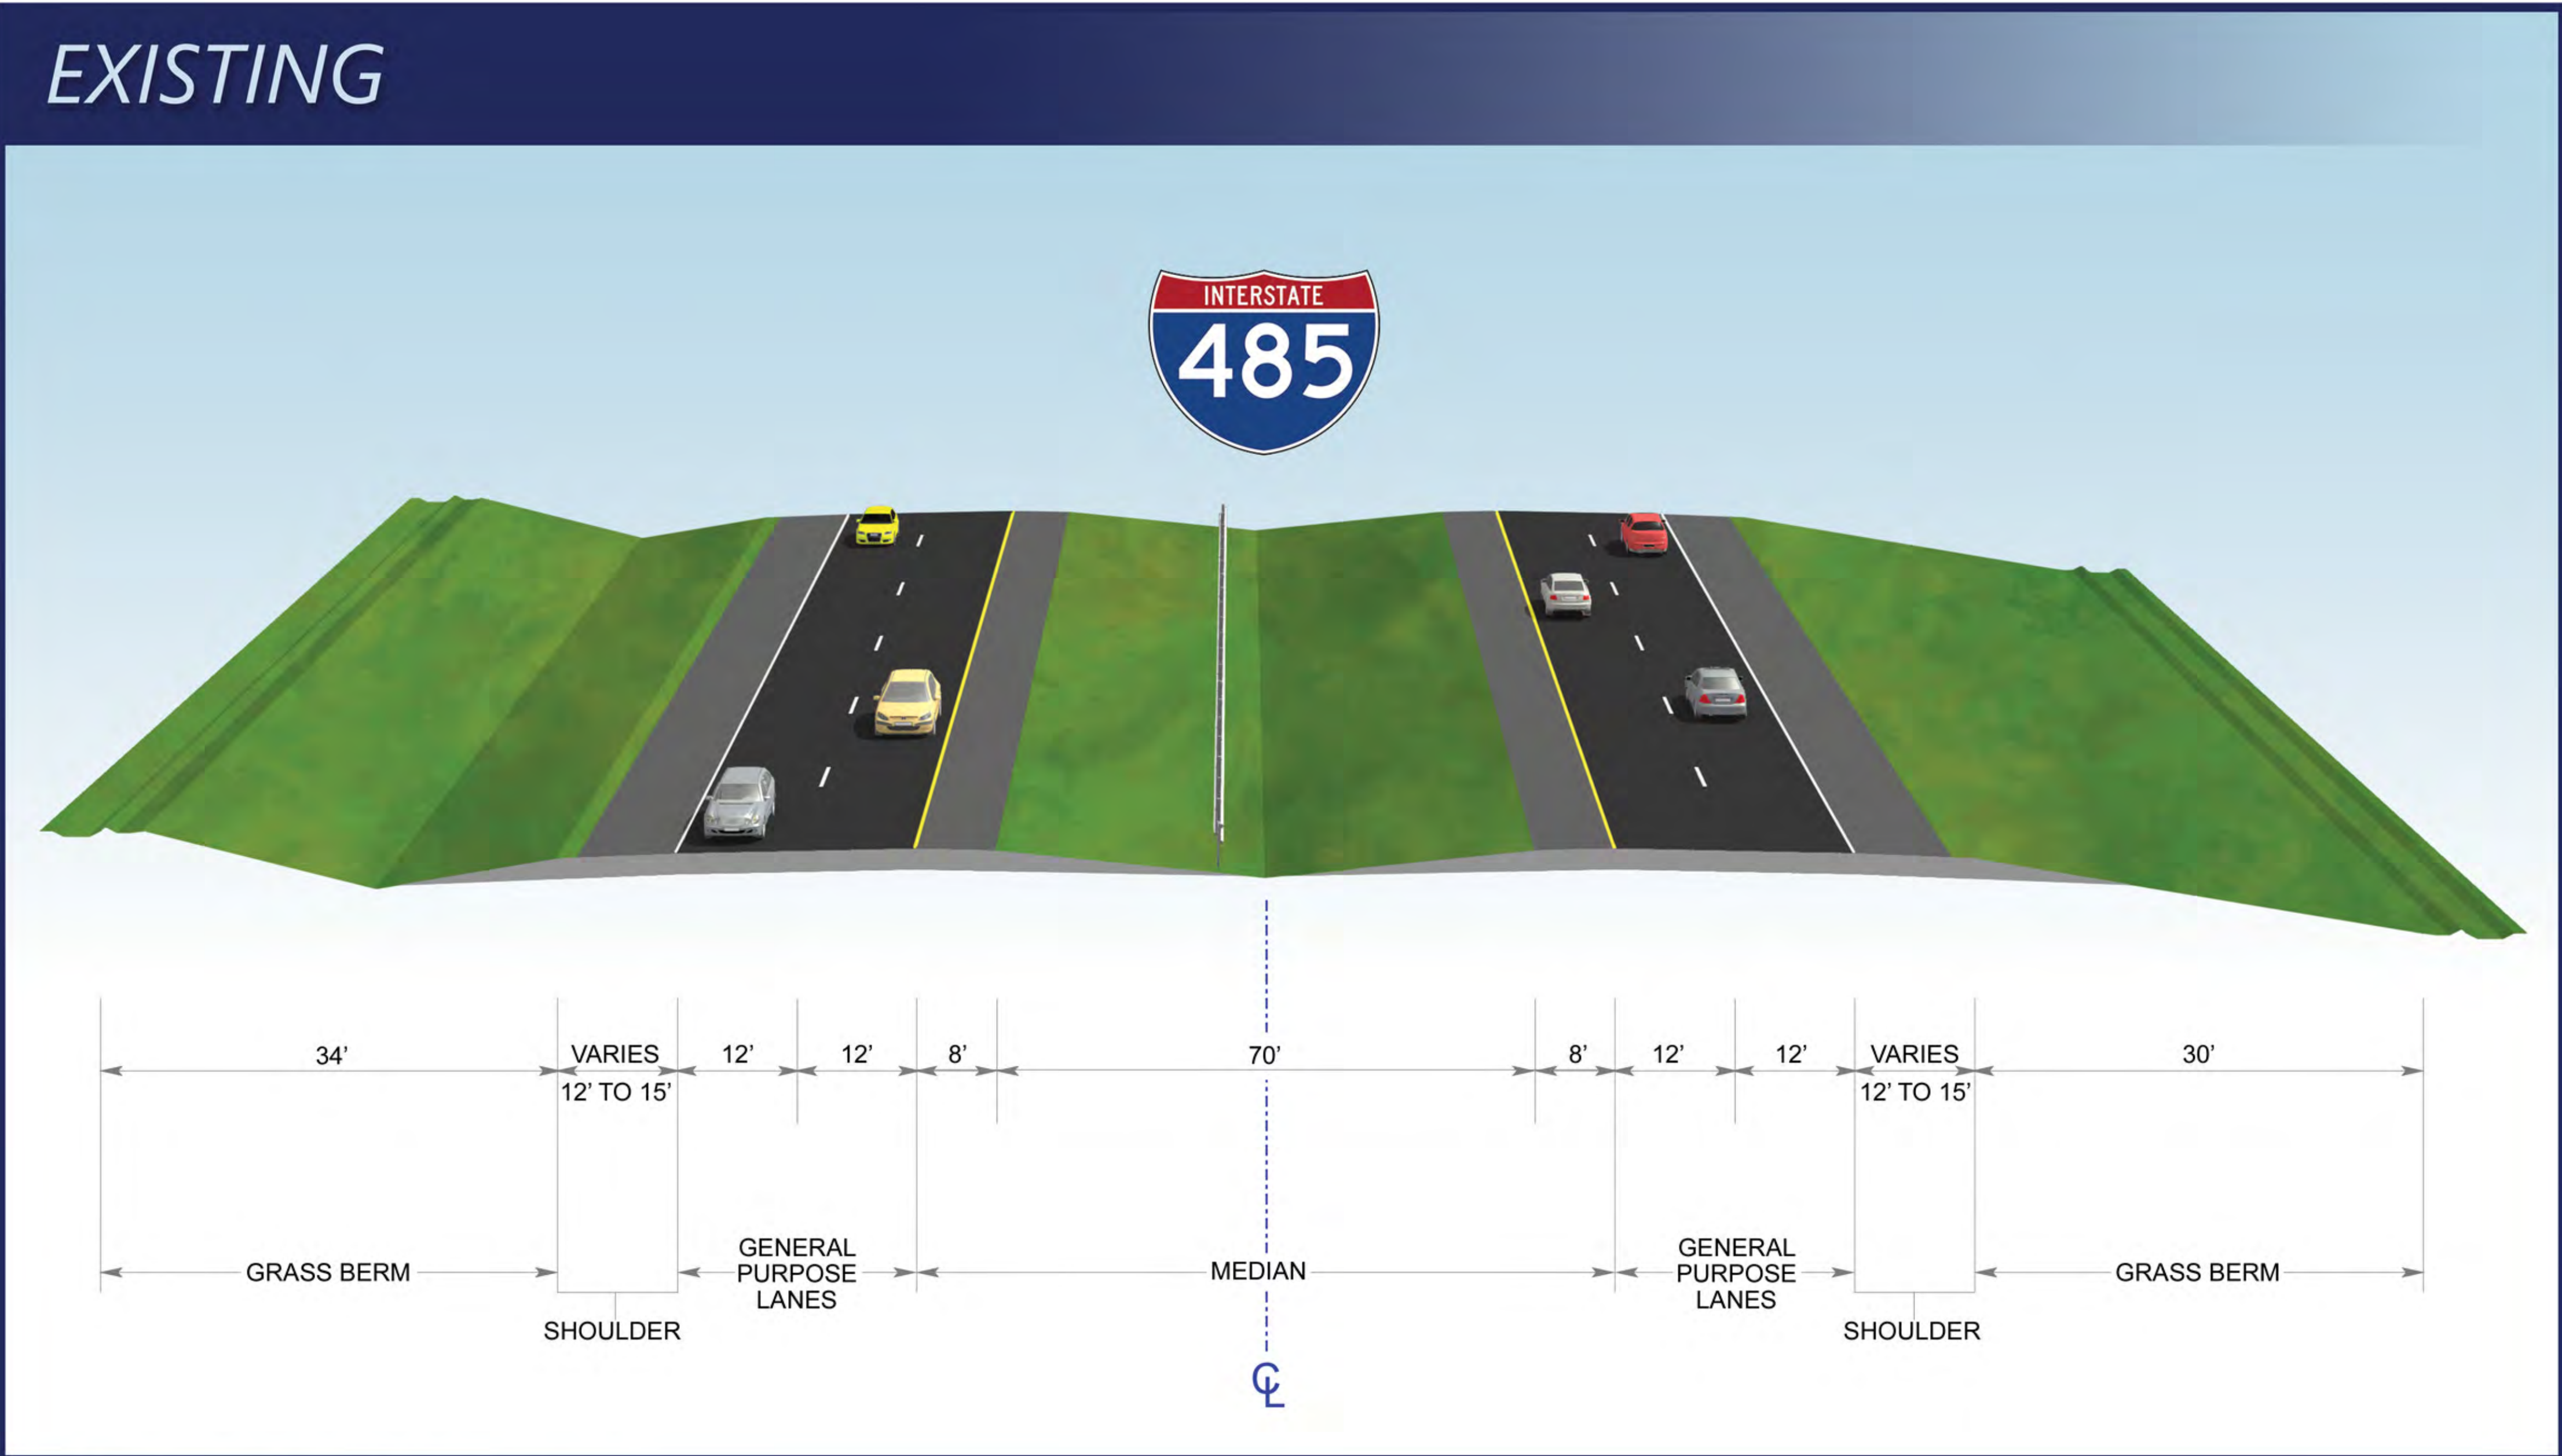 EXISTING
INTERSTATE
485
34’
VARIES
12’ TO 15’
12’
12’
8’
70’
8’
12’
12’
VARIES
12’ TO 15’
30’
GRASS BERM
GENERAL
PURPOSE
LANES
MEDIAN
GENERAL
PURPOSE
LANES
GRASS BERM
SHOULDER
SHOULDER
℄